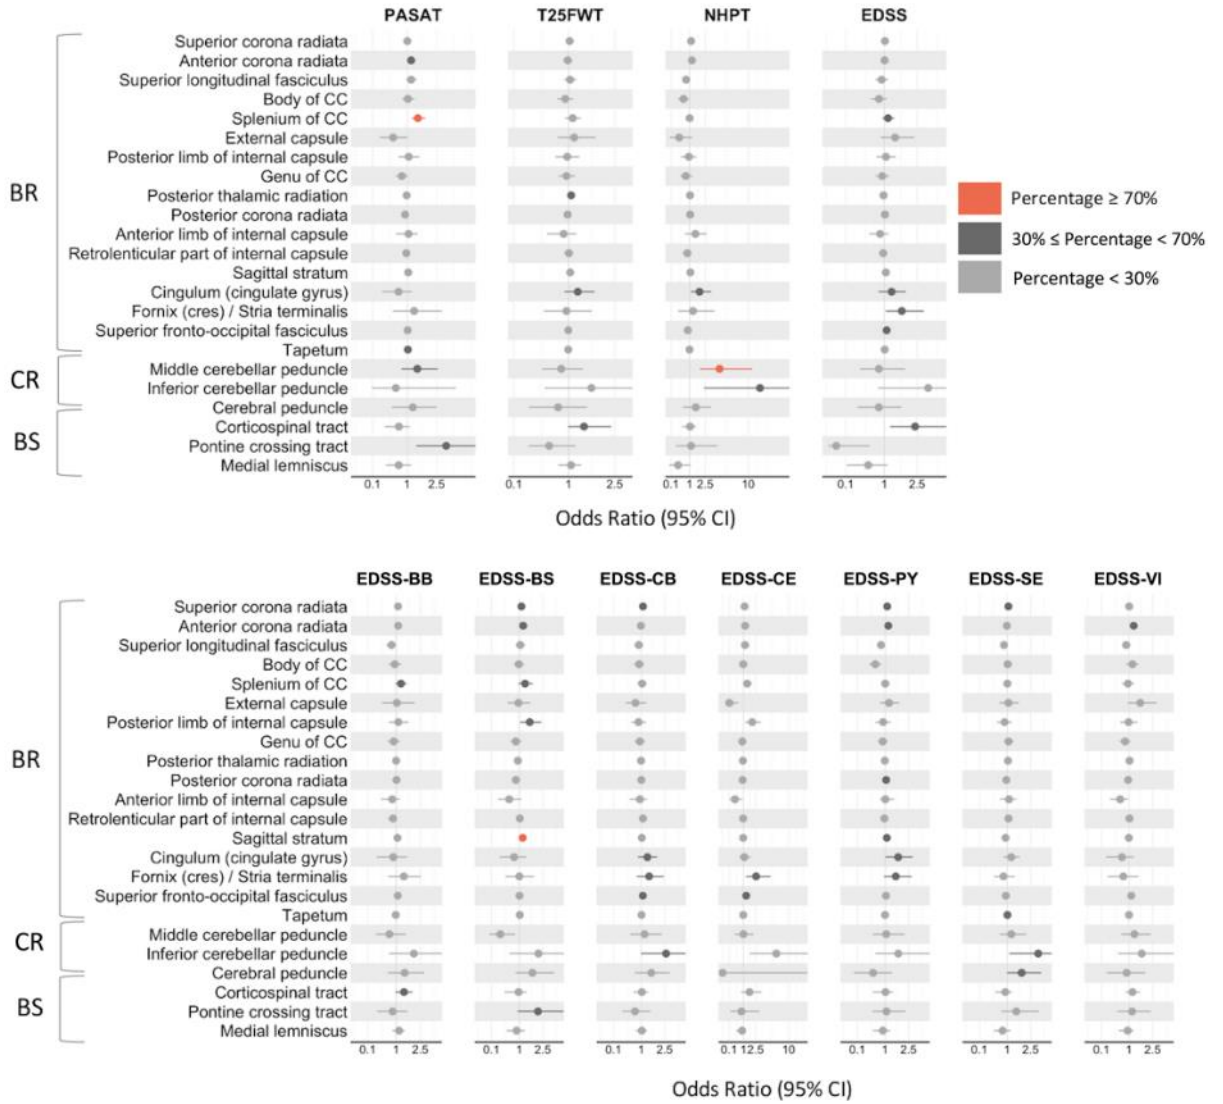 PASAT T25FWT NHPT EDSS
BR
Superior corona radiata
Anterior corona radiata
Superior longitudinal fasciculus
Body of CC
Splenium of CC
External capsule
Posterior limb of internal capsule
Genu of CC
Posterior thalamic radiation
Posterior corona radiata
Anterior limb of internal capsule
Retrolenticular part of internal capsule
Sagittal stratum
Cingulum (cingulate gyrus)
Fornix (cres) / Stria terminalis
Superior fronto-occipital fasciculus
Tapetum
CR
Middle cerebellar peduncle
Inferior cerebellar peduncle
BS
Cerebral peduncle
Corticospinal tract
Pontine crossing tract
Medial lemniscus
0.1 1 2.5 0.1 1 2.5 0.1 1 2.5 10 0.1 1 2.5
Odds Ratio (95% CI)
Percentage ≥ 70%
30% ≤ Percentage < 70%
Percentage < 30%
EDSS-BB EDSS-BS EDSS-CB EDSS-CE EDSS-PY EDSS-SE EDSS-VI
BR
Superior corona radiata
Anterior corona radiata
Superior longitudinal fasciculus
Body of CC
Splenium of CC
External capsule
Posterior limb of internal capsule
Genu of CC
Posterior thalamic radiation
Posterior corona radiata
Anterior limb of internal capsule
Retrolenticular part of internal capsule
Sagittal stratum
Cingulum (cingulate gyrus)
Fornix (cres) / Stria terminalis
Superior fronto-occipital fasciculus
Tapetum
CR
Middle cerebellar peduncle
Inferior cerebellar peduncle
BS
Cerebral peduncle
Corticospinal tract
Pontine crossing tract
Medial lemniscus
0.1 1 2.5 0.1 1 2.5 0.1 1 2.5 0.1 1 2.5 10 0.1 1 2.5 0.1 1 2.5 0.1 1 2.5
Odds Ratio (95% CI)